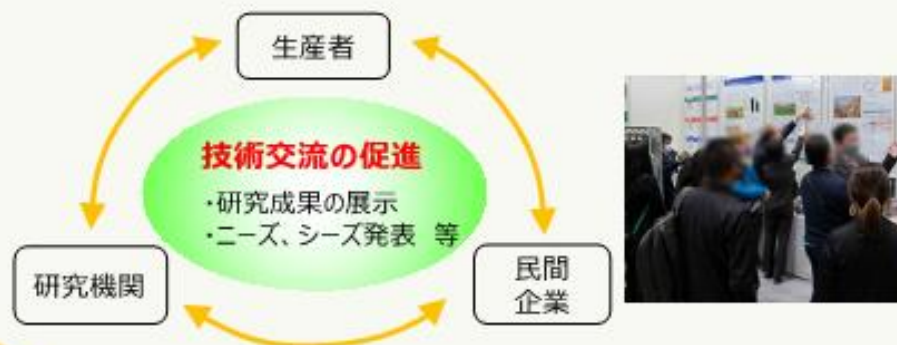 生産者
技術交流の促進
・研究成果の展示
・ニーズ、シーズ発表 等
研究機関
民間
企業